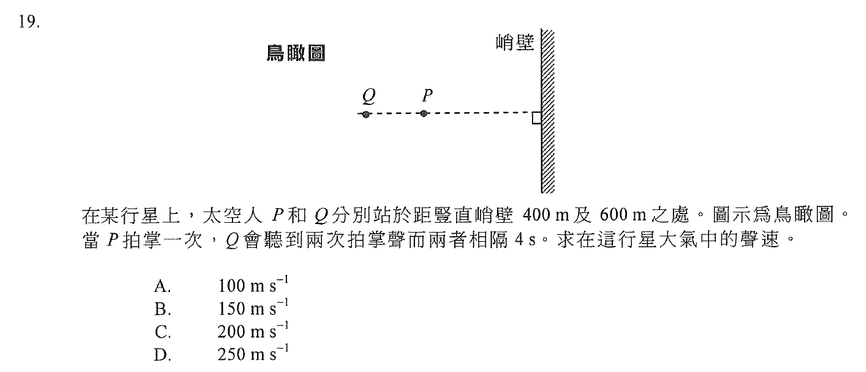 19.
鳥瞰圖
峭壁
Q
P
在某行星上，太空人 P 和 Q 分別站於距豎直峭壁 400 m 及 600 m 之處。圖示爲鳥瞰圖。
當 P 拍掌一次，Q 會聽到兩次拍掌聲而兩者相隔 4 s。求在這行星大氣中的聲速。
A. 100 m s⁻¹
B. 150 m s⁻¹
C. 200 m s⁻¹
D. 250 m s⁻¹